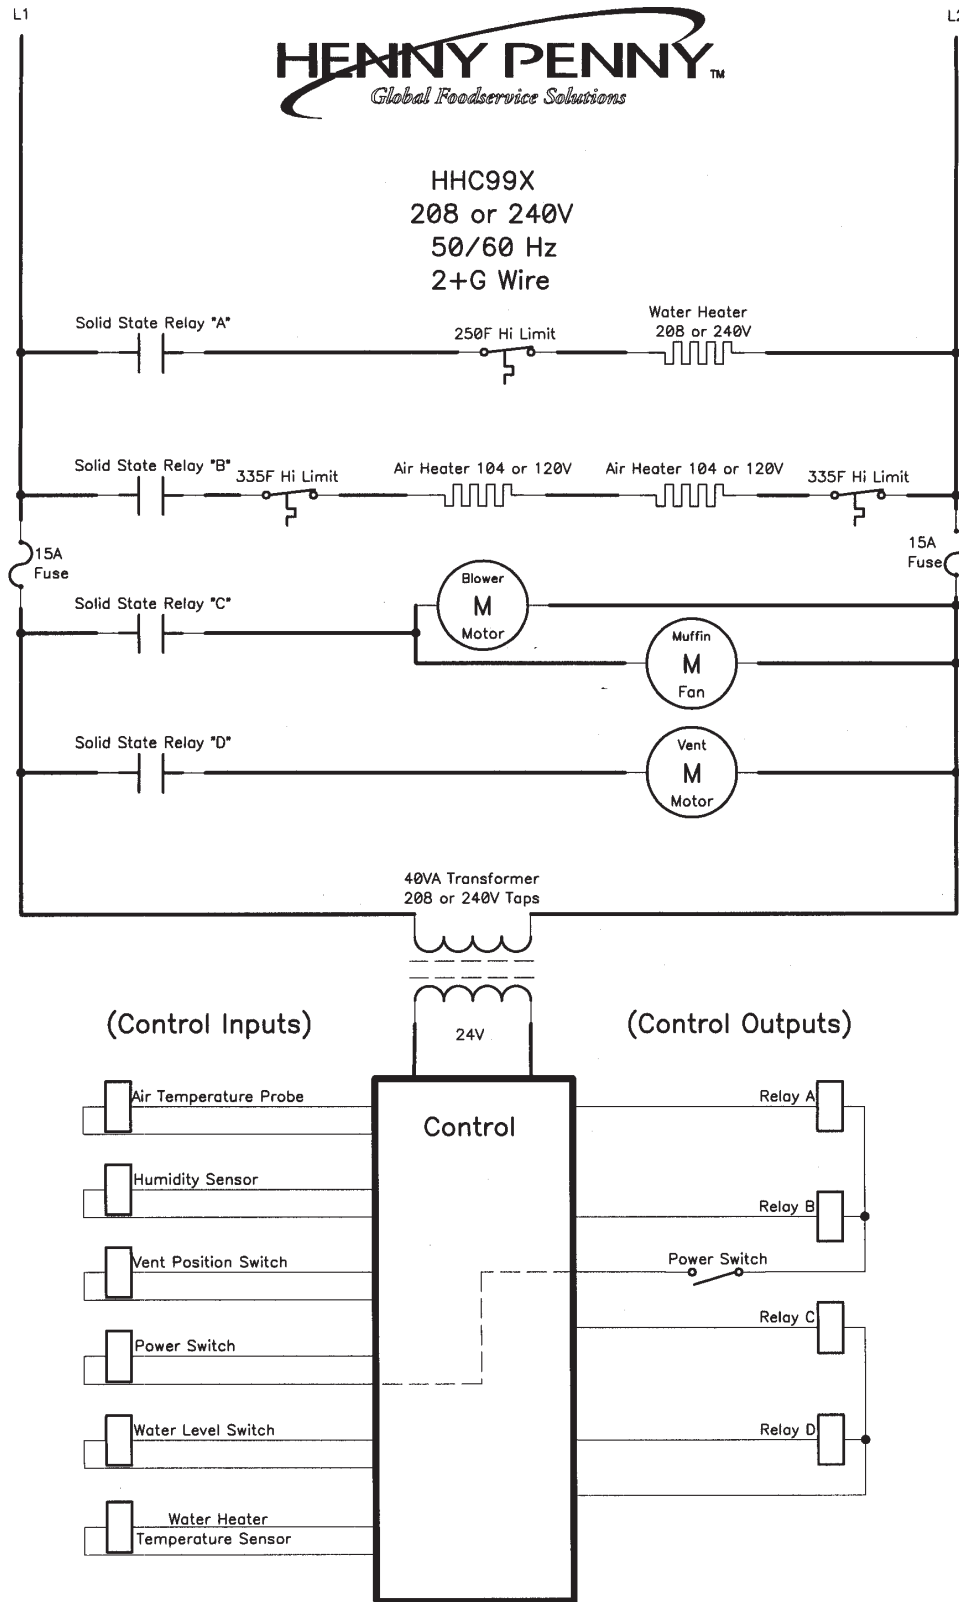 L1
L2
HENNY PENNY™
Global Foodservice Solutions
HHC99X
208 or 240V
50/60 Hz
2+G Wire
Solid State Relay "A"
250F Hi Limit
Water Heater
208 or 240V
Solid State Relay "B"
335F Hi Limit
Air Heater 104 or 120V
Air Heater 104 or 120V
335F Hi Limit
15A
Fuse
15A
Fuse
Solid State Relay "C"
Blower
M
Motor
Muffin
M
Fan
Solid State Relay "D"
Vent
M
Motor
40VA Transformer
208 or 240V Taps
24V
(Control Inputs)
(Control Outputs)
Control
Air Temperature Probe
Humidity Sensor
Vent Position Switch
Power Switch
Water Level Switch
Water Heater
Temperature Sensor
Relay A
Relay B
Power Switch
Relay C
Relay D